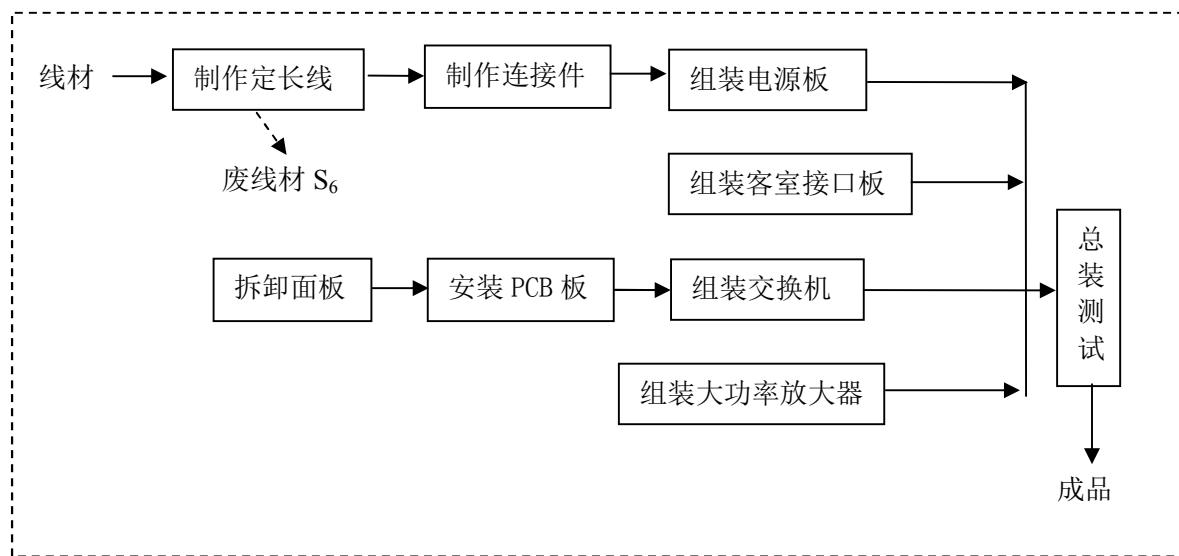 线材
制作定长线
制作连接件
组装电源板
废线材 S₆
组装客室接口板
拆卸面板
安装 PCB 板
组装交换机
总装测试
组装大功率放大器
成品